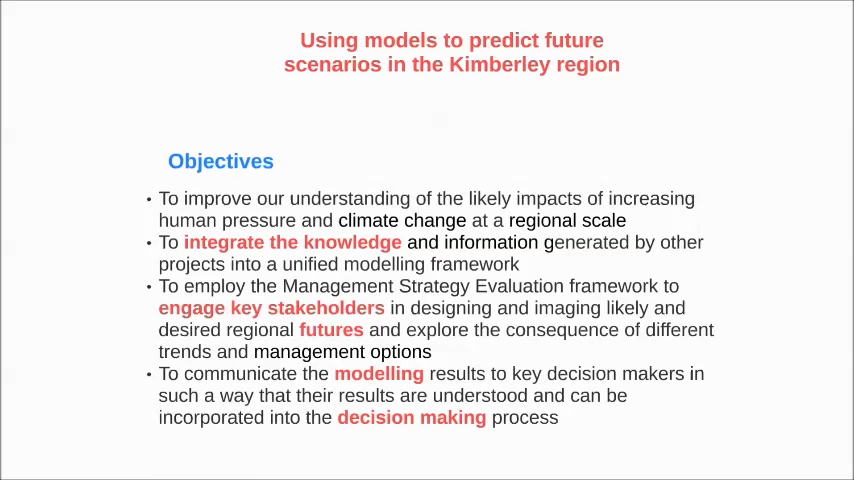 Using models to predict future
scenarios in the Kimberley region
Objectives
• To improve our understanding of the likely impacts of increasing
human pressure and climate change at a regional scale
• To integrate the knowledge and information generated by other
projects into a unified modelling framework
• To employ the Management Strategy Evaluation framework to
engage key stakeholders in designing and imaging likely and
desired regional futures and explore the consequence of different
trends and management options
• To communicate the modelling results to key decision makers in
such a way that their results are understood and can be
incorporated into the decision making process